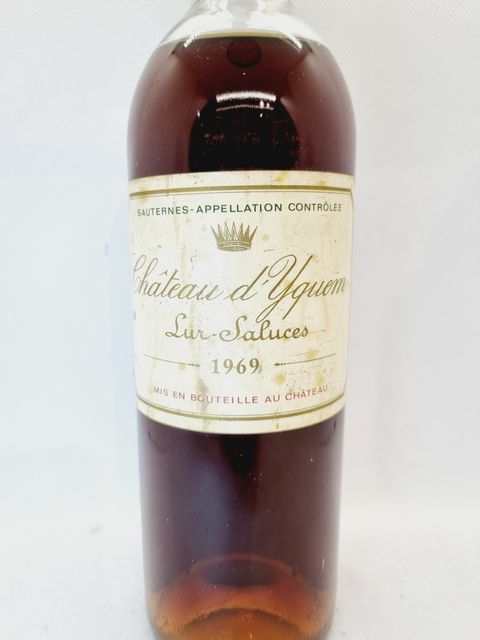 SAUTERNES-APPELLATION CONTRÔLÉE
Château d'Yquem
Lur-Saluces
1969
MIS EN BOUTEILLE AU CHÂTEAU